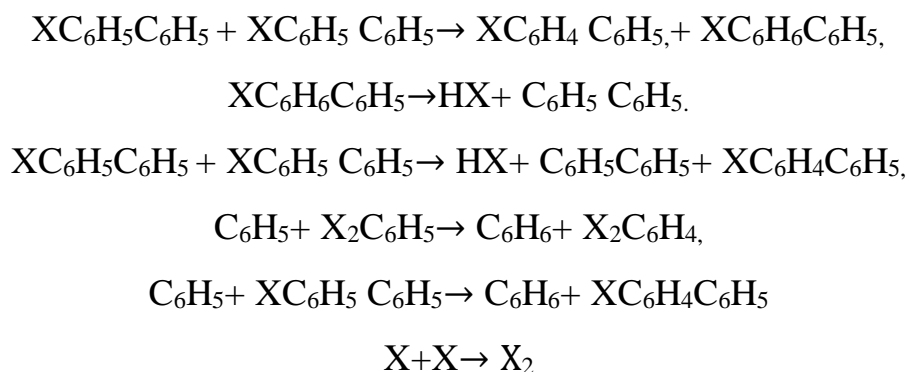 XC₆H₅C₆H₅ + XC₆H₅ C₆H₅→ XC₆H₄ C₆H₅,+ XC₆H₆C₆H₅,
XC₆H₆C₆H₅→HX+ C₆H₅ C₆H₅.
XC₆H₅C₆H₅ + XC₆H₅ C₆H₅→ HX+ C₆H₅C₆H₅+ XC₆H₄C₆H₅,
C₆H₅+ X₂C₆H₅→ C₆H₆+ X₂C₆H₄,
C₆H₅+ XC₆H₅ C₆H₅→ C₆H₆+ XC₆H₄C₆H₅
X+X→ X₂